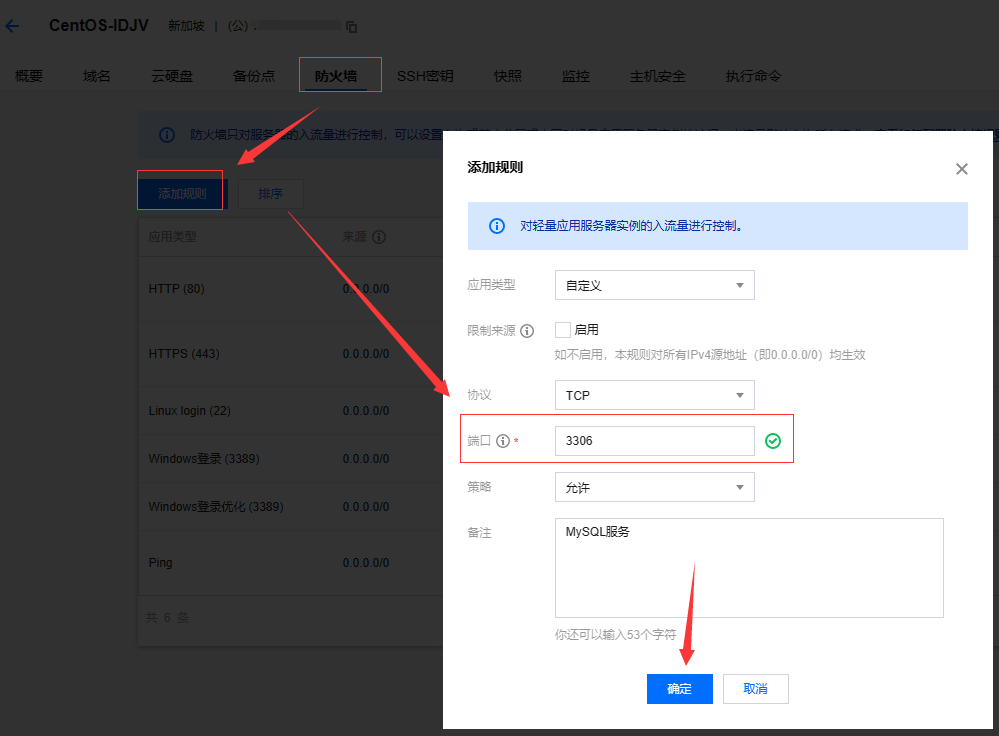 CentOS-IDJV 新加坡 | (公)
概要 域名 云硬盘 备份点 防火墙 SSH密钥 快照 监控 主机安全 执行命令
防火墙只对服务器的入流量进行控制，可以设置
添加规则 排序
应用类型 来源
HTTP (80) 0.0.0.0/0
HTTPS (443) 0.0.0.0/0
Linux login (22) 0.0.0.0/0
Windows登录 (3389) 0.0.0.0/0
Windows登录优化 (3389) 0.0.0.0/0
Ping 0.0.0.0/0
共 6 条
添加规则
对轻量应用服务器实例的入流量进行控制。
应用类型 自定义
限制来源 启用
如不启用，本规则对所有IPv4源地址（即0.0.0.0/0）均生效
协议 TCP
端口 * 3306
策略 允许
备注 MySQL服务
你还可以输入53个字符
确定 取消